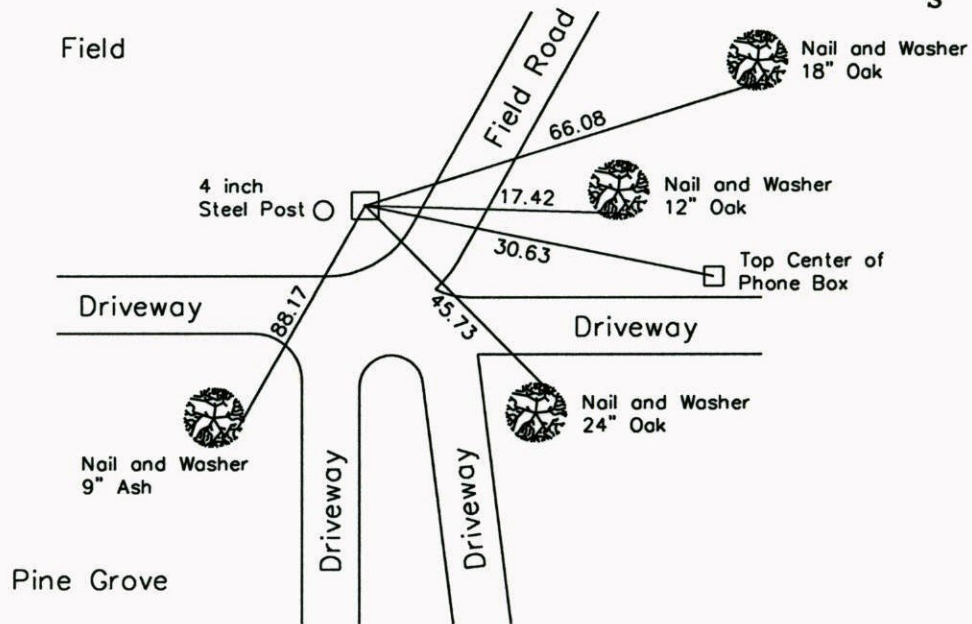 S
Field
Field Road
Nail and Washer
18" Oak
66.08
4 inch
Steel Post
17.42
Nail and Washer
12" Oak
30.63
Top Center of
Phone Box
Driveway
88.17
45.73
Driveway
Nail and Washer
24" Oak
Nail and Washer
9" Ash
Driveway
Driveway
Pine Grove